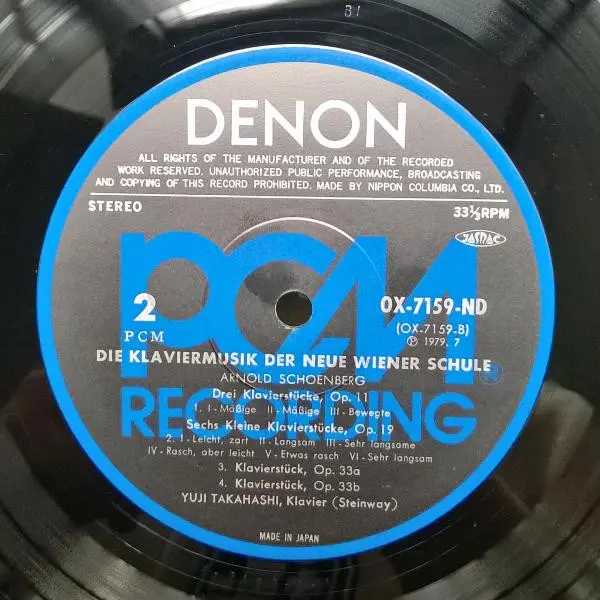 81
DENON
ALL RIGHTS OF THE MANUFACTURER AND OF THE RECORDED
WORK RESERVED. UNAUTHORIZED PUBLIC PERFORMANCE, BROADCASTING
AND COPYING OF THIS RECORD PROHIBITED. MADE BY NIPPON COLUMBIA CO., LTD.
STEREO
33⅓RPM
JASRAC
PCM
RECORDING ®
2
PCM
OX-7159-ND
(OX-7159-B)
Ⓟ 1979. 7
DIE KLAVIERMUSIK DER NEUE WIENER SCHULE
ARNOLD SCHOENBERG
Drei Klavierstücke, Op. 11
1. I-Mäßige II-Mäßige III-Bewegte
Sechs Kleine Klavierstücke, Op. 19
2. I-Leicht, zart II-Langsam III-Sehr langsame
IV-Rasch, aber leicht V-Etwas rasch VI-Sehr langsam
3. Klavierstück, Op. 33a
4. Klavierstück, Op. 33b
YUJI TAKAHASHI, Klavier (Steinway)
MADE IN JAPAN